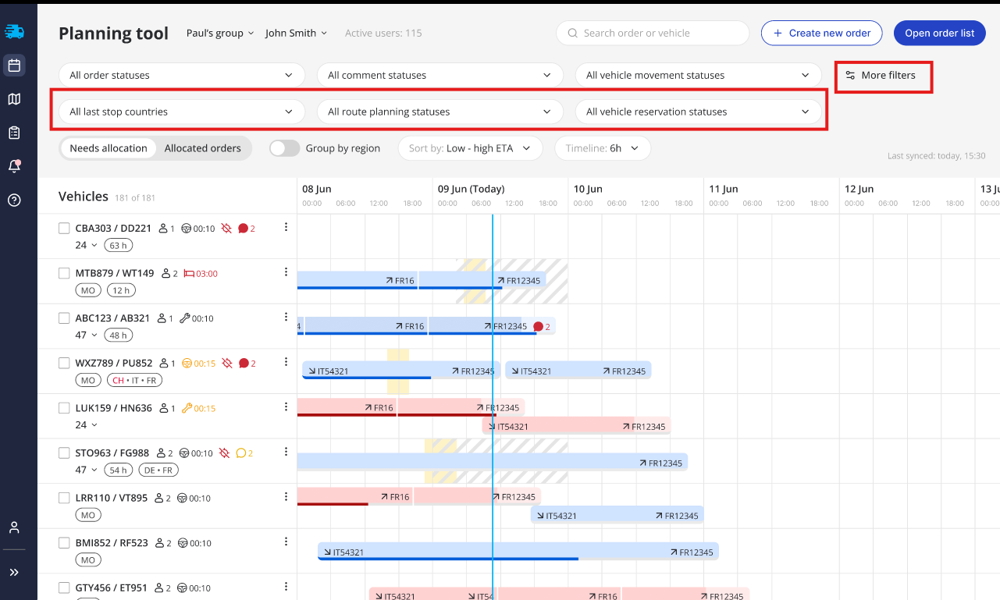 Planning tool Paul's group John Smith Active users: 115 Search order or vehicle + Create new order Open order list
All order statuses All comment statuses All vehicle movement statuses More filters
All last stop countries All route planning statuses All vehicle reservation statuses
Needs allocation Allocated orders Group by region Sort by: Low - high ETA Timeline: 6h
Last synced: today, 15:30
Vehicles 181 of 181
08 Jun 09 Jun (Today) 10 Jun 11 Jun 12 Jun 13 Ju
00:00 06:00 12:00 18:00 00:00 06:00 12:00 18:00 00:00 06:00 12:00 18:00 00:00 06:00 12:00 18:00 00:00 06:00 12:00 18:00 00:00
CBA303 / DD221 1 00:10 2
24 63 h
MTB879 / WT149 2 03:00
MO 12 h
FR16 FR12345
ABC123 / AB321 1 00:10
47 48 h
4 FR16 FR12345 2
WXZ789 / PU852 1 00:15 2
MO CH • IT • FR
IT54321 FR12345 IT54321 FR12345
LUK159 / HN636 1 00:15
24
FR16 FR12345
IT54321 FR12345
STO963 / FG988 2 00:10 2
47 54 h DE • FR
FR12345
LRR110 / VT895 2 00:10
MO
FR16 FR12345
IT54321 FR12345
BMI852 / RF523 2 00:10
MO
IT54321 FR12345
GTY456 / ET951 2 00:10
IT54321 IT54 FR16 FR12345